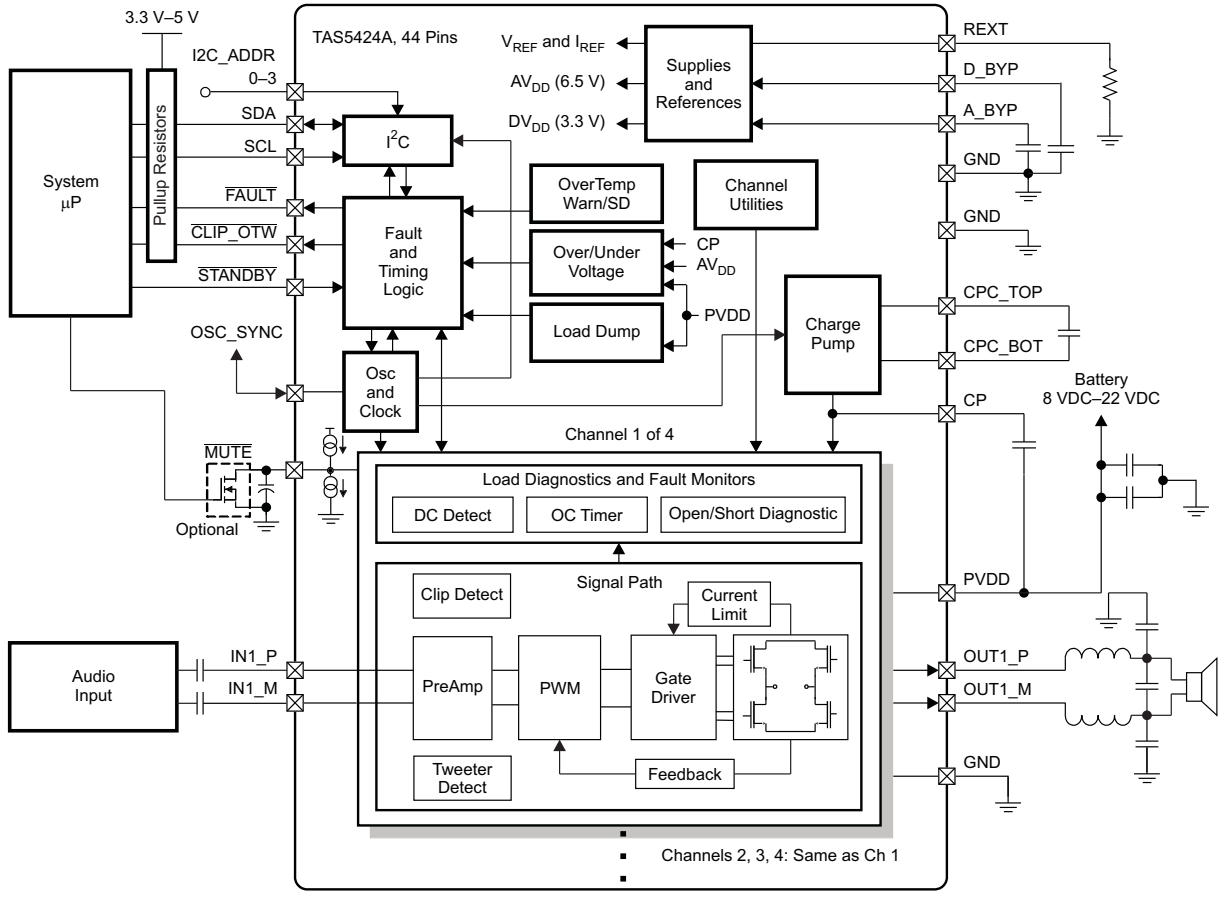 3.3 V–5 V
TAS5424A, 44 Pins
I2C_ADDR
0–3
SDA
SCL
FAULT
CLIP_OTW
STANDBY
System
μP
Pullup Resistors
I²C
Fault
and
Timing
Logic
OSC_SYNC
Osc
and
Clock
V_REF and I_REF
AV_DD (6.5 V)
DV_DD (3.3 V)
Supplies
and
References
OverTemp
Warn/SD
Over/Under
Voltage
CP
AV_DD
Load Dump
PVDD
Channel
Utilities
Charge
Pump
REXT
D_BYP
A_BYP
GND
GND
CPC_TOP
CPC_BOT
CP
Battery
8 VDC–22 VDC
MUTE
Optional
Channel 1 of 4
Load Diagnostics and Fault Monitors
DC Detect
OC Timer
Open/Short Diagnostic
Signal Path
Clip Detect
Current
Limit
PVDD
Audio
Input
IN1_P
IN1_M
PreAmp
PWM
Gate
Driver
OUT1_P
OUT1_M
Tweeter
Detect
Feedback
GND
Channels 2, 3, 4: Same as Ch 1